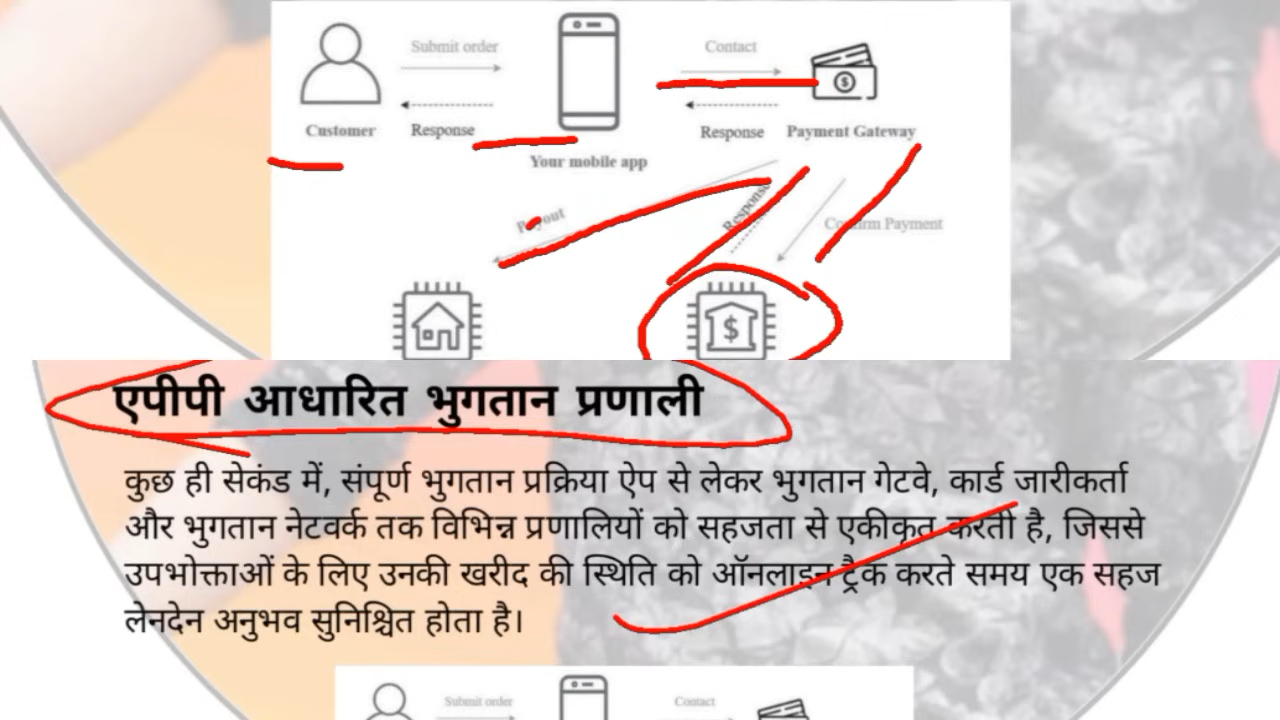 Submit order
Contact
Customer
Response
Response
Payment Gateway
Your mobile app
Payout
Response
Confirm Payment
एपीपी आधारित भुगतान प्रणाली
कुछ ही सेकंड में, संपूर्ण भुगतान प्रक्रिया ऐप से लेकर भुगतान गेटवे, कार्ड जारीकर्ता
और भुगतान नेटवर्क तक विभिन्न प्रणालियों को सहजता से एकीकृत करती है, जिससे
उपभोक्ताओं के लिए उनकी खरीद की स्थिति को ऑनलाइन ट्रैक करते समय एक सहज
लेनदेन अनुभव सुनिश्चित होता है।
Submit order
Contact